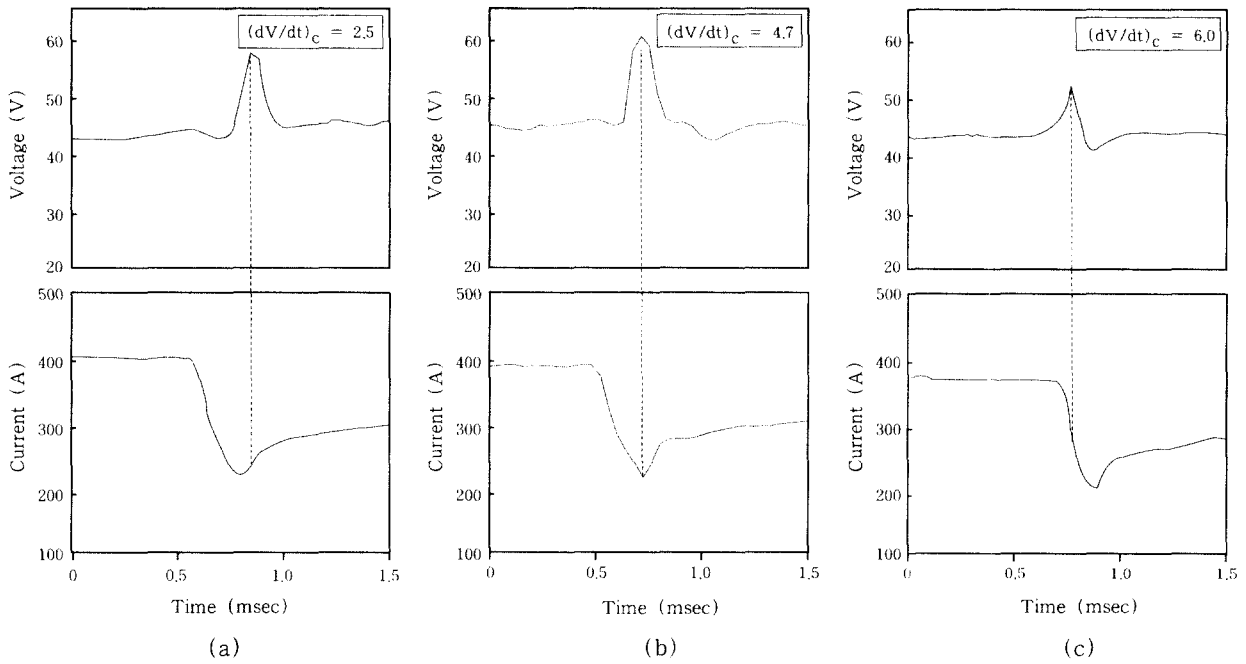 (dV/dt)c = 2.5
Voltage (V)
60
50
40
30
20
Current (A)
500
400
300
200
100
0
0.5
1.0
1.5
Time (msec)
(a)
(dV/dt)c = 4.7
Voltage (V)
60
50
40
30
20
Current (A)
500
400
300
200
100
0
0.5
1.0
1.5
Time (msec)
(b)
(dV/dt)c = 6.0
Voltage (V)
60
50
40
30
20
Current (A)
500
400
300
200
100
0
0.5
1.0
1.5
Time (msec)
(c)